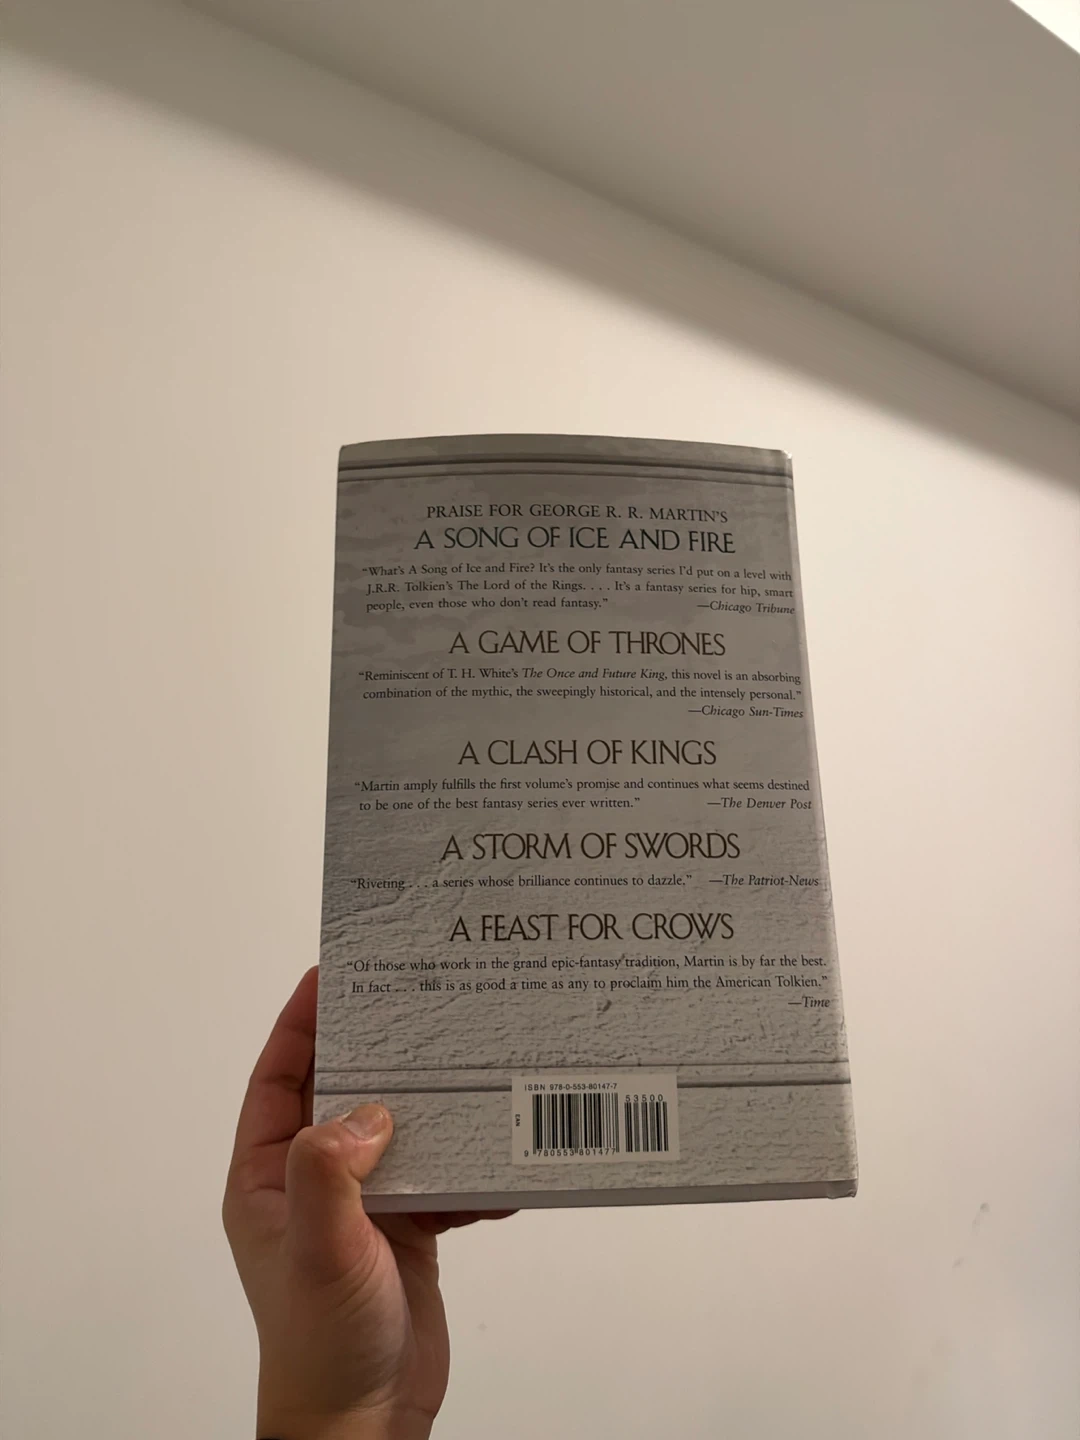 PRAISE FOR GEORGE R. R. MARTIN'S
A SONG OF ICE AND FIRE
“What's A Song of Ice and Fire? It's the only fantasy series I'd put on a level with
J.R.R. Tolkien's The Lord of the Rings. . . . It's a fantasy series for hip, smart
people, even those who don't read fantasy.” —Chicago Tribune
A GAME OF THRONES
“Reminiscent of T. H. White's The Once and Future King, this novel is an absorbing
combination of the mythic, the sweepingly historical, and the intensely personal.”
—Chicago Sun-Times
A CLASH OF KINGS
“Martin amply fulfills the first volume's promise and continues what seems destined
to be one of the best fantasy series ever written.” —The Denver Post
A STORM OF SWORDS
“Riveting . . . a series whose brilliance continues to dazzle.” —The Patriot-News
A FEAST FOR CROWS
“Of those who work in the grand epic-fantasy tradition, Martin is by far the best.
In fact . . . this is as good a time as any to proclaim him the American Tolkien.”
—Time
ISBN 978-0-553-80147-7
53500
EAN
9 780553 801477